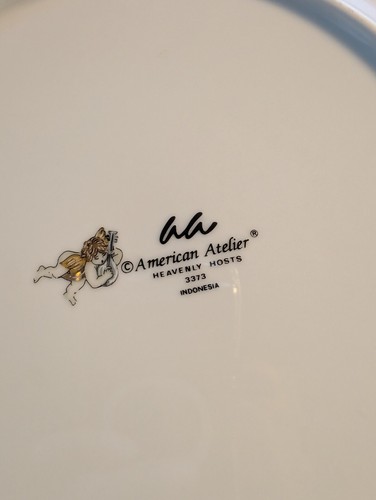 aa
©American Atelier®
HEAVENLY HOSTS
3373
INDONESIA